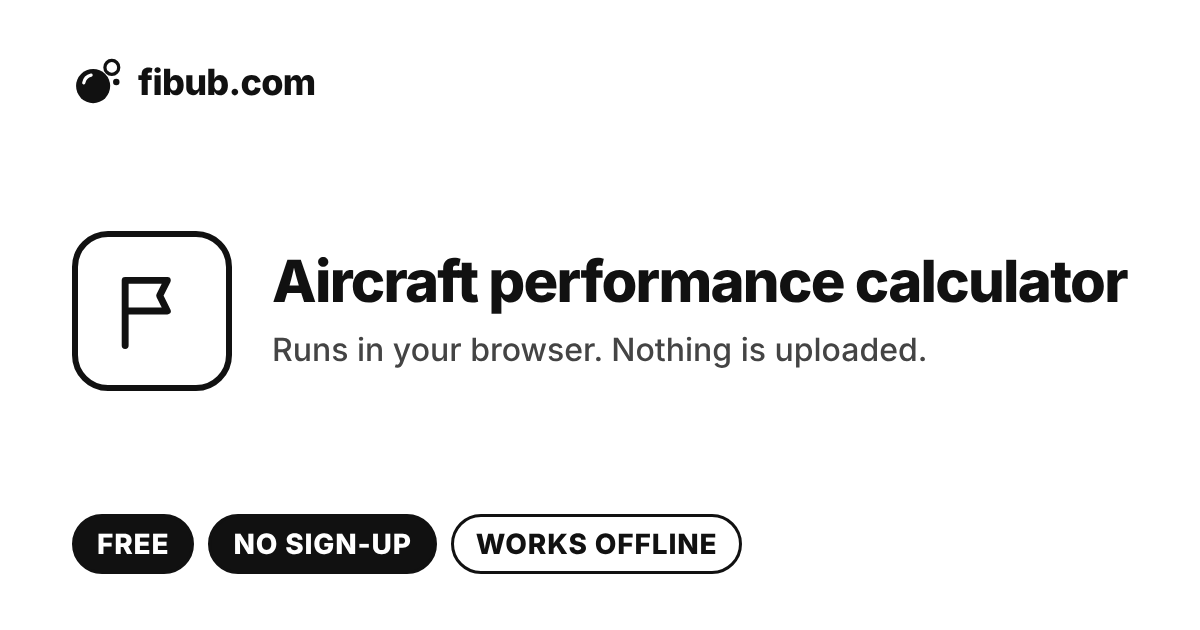 fibub.com
Aircraft performance calculator
Runs in your browser. Nothing is uploaded.
FREE
NO SIGN-UP
WORKS OFFLINE